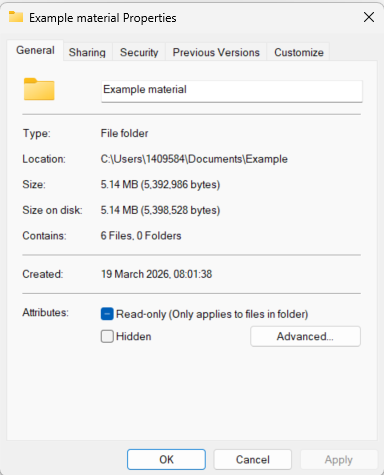 Example material Properties
General Sharing Security Previous Versions Customize
Example material
Type: File folder
Location: C:\Users\1409584\Documents\Example
Size: 5.14 MB (5,392,986 bytes)
Size on disk: 5.14 MB (5,398,528 bytes)
Contains: 6 Files, 0 Folders
Created: 19 March 2026, 08:01:38
Attributes: Read-only (Only applies to files in folder)
Hidden Advanced...
OK Cancel Apply